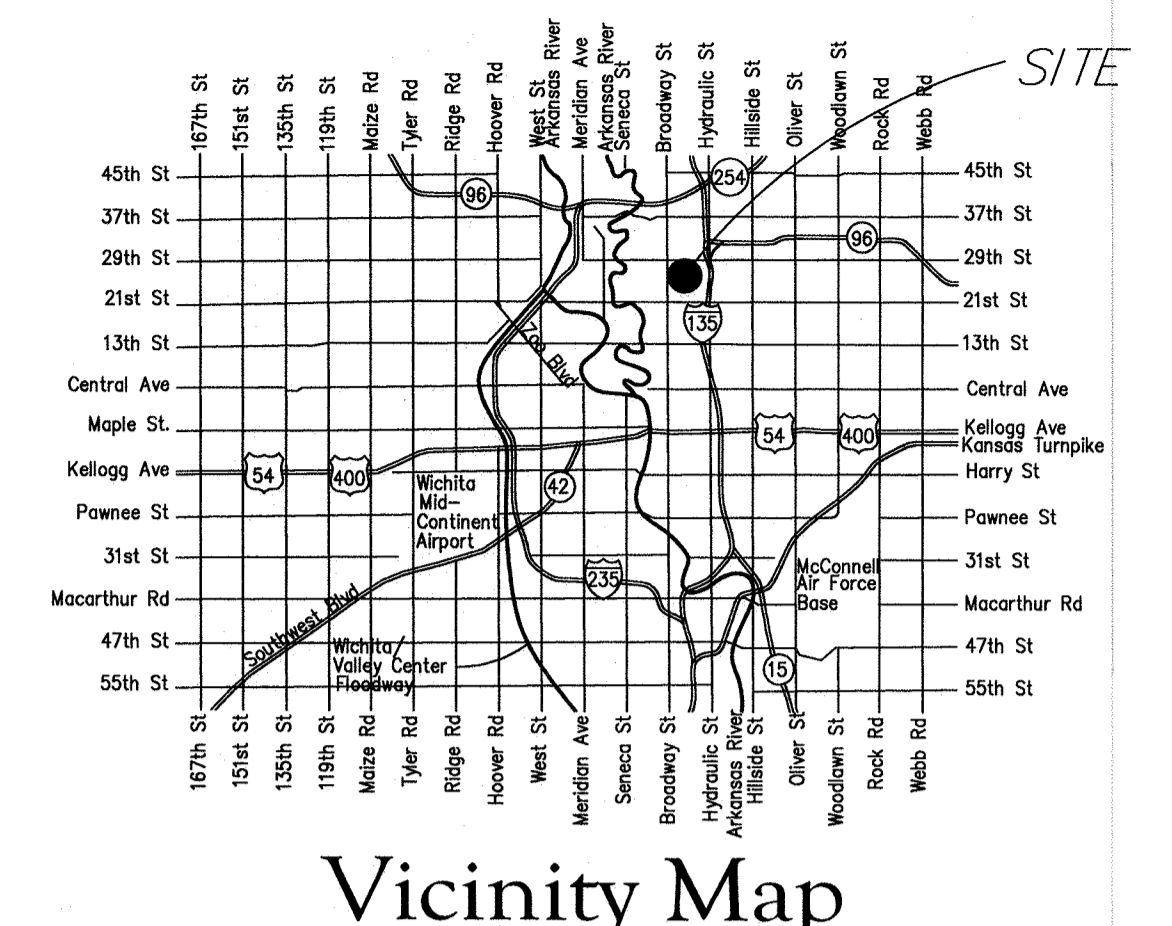 SITE
167th St
151st St
135th St
119th St
Maize Rd
Tyler Rd
Ridge Rd
Hoover Rd
West St
Arkansas River
Meridian Ave
Arkansas River
Seneca St
Broadway St
Hydraulic St
Hillside St
Oliver St
Woodlawn St
Rock Rd
Webb Rd
45th St
254
45th St
96
37th St
37th St
96
29th St
29th St
21st St
21st St
135
13th St
Zoo Blvd
13th St
Central Ave
Central Ave
Maple St.
54
400
Kellogg Ave
Kansas Turnpike
Kellogg Ave
54
400
Harry St
Wichita
Mid-
Continent
Airport
42
Pawnee St
Pawnee St
31st St
31st St
235
McConnell
Air Force
Base
Macarthur Rd
Macarthur Rd
Southwest Blvd
47th St
47th St
Wichita/
Valley Center
Floodway
15
55th St
55th St
167th St
151st St
135th St
119th St
Maize Rd
Tyler Rd
Ridge Rd
Hoover Rd
West St
Meridian Ave
Seneca St
Broadway St
Hydraulic St
Arkansas River
Hillside St
Oliver St
Woodlawn St
Rock Rd
Webb Rd
Vicinity Map